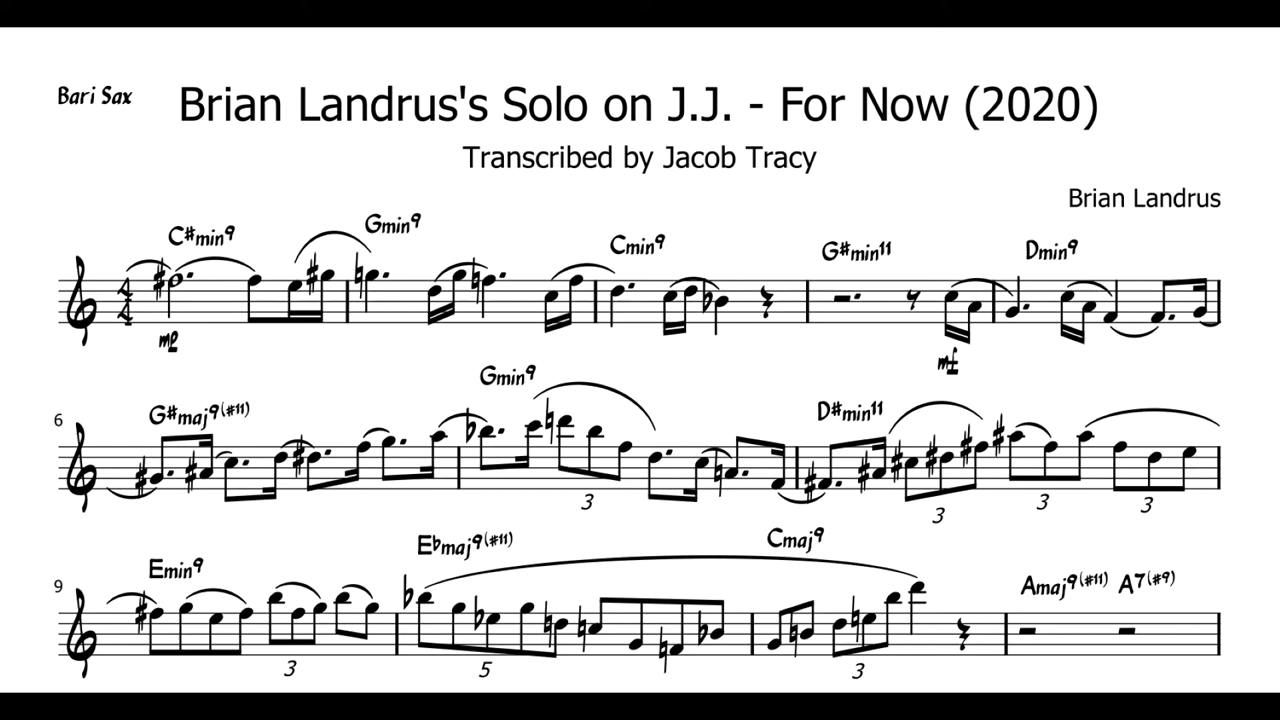 Bari Sax
Brian Landrus's Solo on J.J. - For Now (2020)
Transcribed by Jacob Tracy
Brian Landrus
C#min9 Gmin9 Cmin9 G#min11 Dmin9
4
4
mp
mf
6 G#maj9(#11) Gmin9 D#min11
3 3 3 3
9 Emin9 Ebmaj9(#11) Cmaj9 Amaj9(#11) A7(#9)
3 5 3